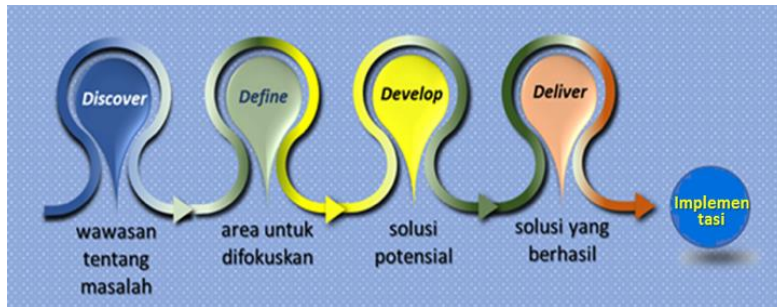 Discover
wawasan
tentang
masalah
Define
area untuk
difokuskan
Develop
solusi
potensial
Deliver
solusi yang
berhasil
Implemen
tasi